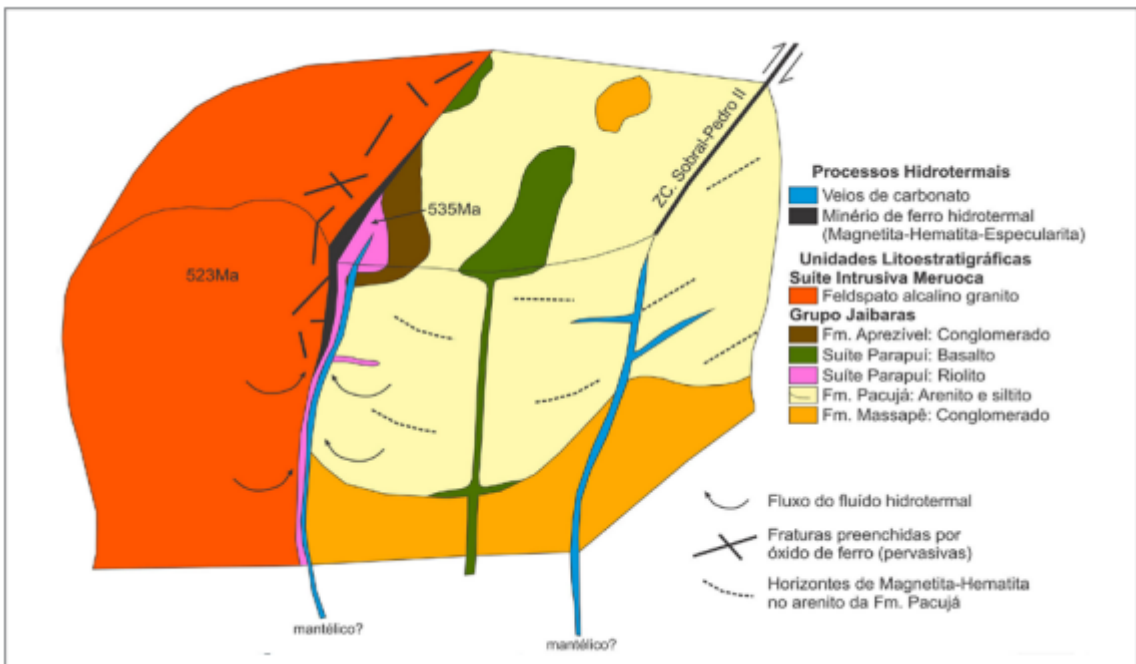 ZC. Sobral-Pedro II
535Ma
523Ma
mantélico?
mantélico?
Processos Hidrotermais
Veios de carbonato
Minério de ferro hidrotermal
(Magnetita-Hematita-Especularita)
Unidades Litoestratigráficas
Suíte Intrusiva Meruoca
Feldspato alcalino granito
Grupo Jaibaras
Fm. Aprezível: Conglomerado
Suíte Parapuí: Basalto
Suíte Parapuí: Riolito
Fm. Pacujá: Arenito e siltito
Fm. Massapê: Conglomerado
Fluxo do fluído hidrotermal
Fraturas preenchidas por
óxido de ferro (pervasivas)
Horizontes de Magnetita-Hematita
no arenito da Fm. Pacujá